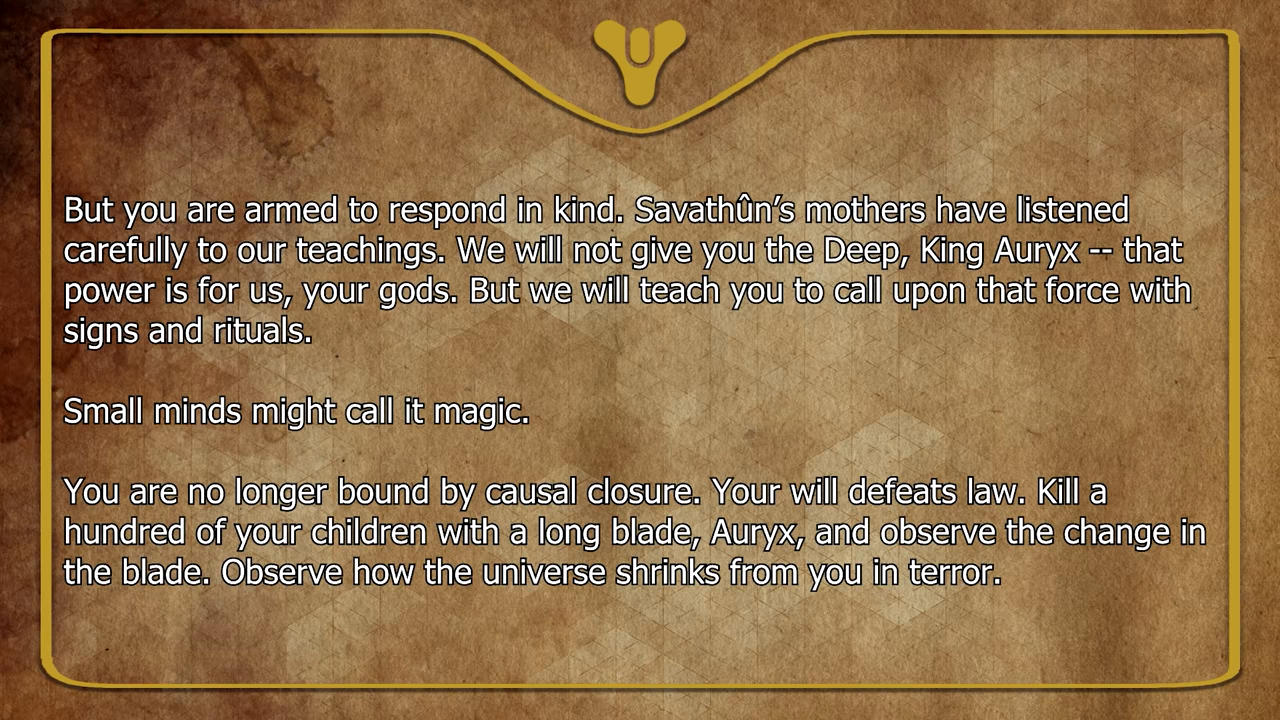 But you are armed to respond in kind. Savathûn’s mothers have listened
carefully to our teachings. We will not give you the Deep, King Auryx -- that
power is for us, your gods. But we will teach you to call upon that force with
signs and rituals.
Small minds might call it magic.
You are no longer bound by causal closure. Your will defeats law. Kill a
hundred of your children with a long blade, Auryx, and observe the change in
the blade. Observe how the universe shrinks from you in terror.